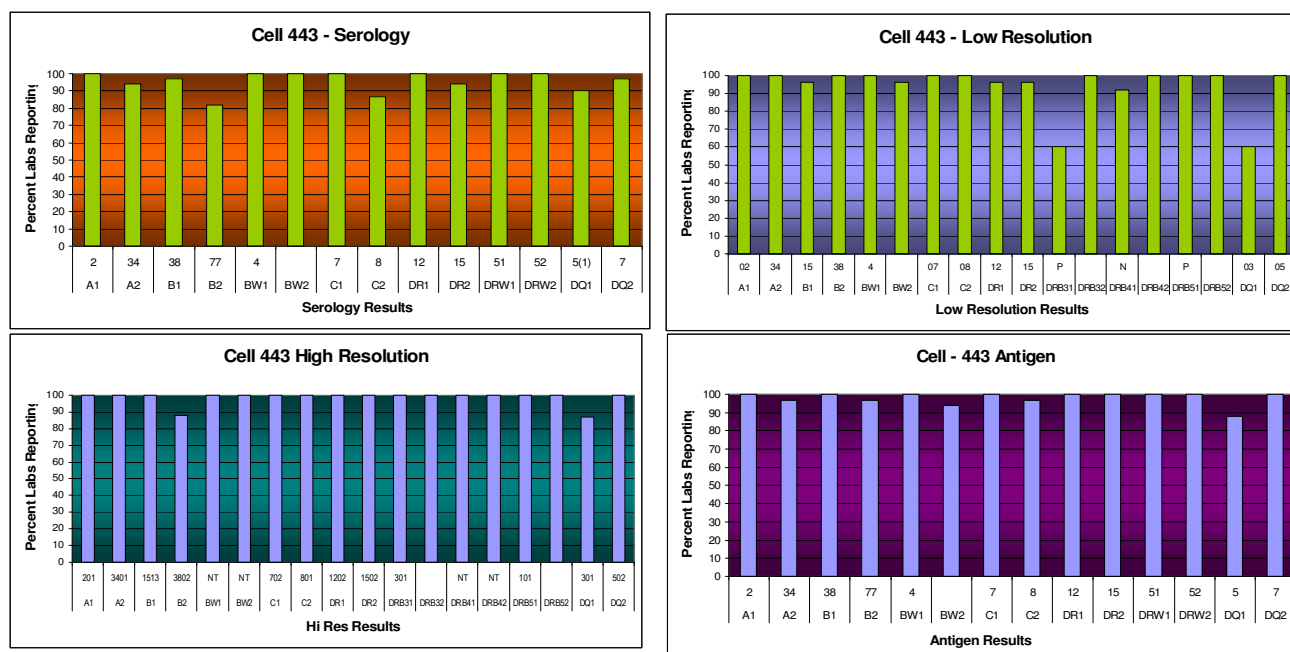 Cell 443 - Serology
Percent Labs Reporting
100
90
80
70
60
50
40
30
20
10
0
2 34 38 77 4 7 8 12 15 51 52 5(1) 7
A1 A2 B1 B2 BW1 BW2 C1 C2 DR1 DR2 DRW1 DRW2 DQ1 DQ2
Serology Results
Cell 443 - Low Resolution
Percent Labs Reporting
100
90
80
70
60
50
40
30
20
10
0
02 34 15 38 4 07 08 12 15 P N P 03 05
A1 A2 B1 B2 BW1 BW2 C1 C2 DR1 DR2 DRB31 DRB32 DRB41 DRB42 DRB51 DRB52 DQ1 DQ2
Low Resolution Results
Cell 443 High Resolution
Percent Labs Reporting
100
90
80
70
60
50
40
30
20
10
0
201 3401 1513 3802 NT NT 702 801 1202 1502 301 NT NT 101 301 502
A1 A2 B1 B2 BW1 BW2 C1 C2 DR1 DR2 DRB31 DRB32 DRB41 DRB42 DRB51 DRB52 DQ1 DQ2
Hi Res Results
Cell - 443 Antigen
Percent Labs Reporting
100
90
80
70
60
50
40
30
20
10
0
2 34 38 77 4 7 8 12 15 51 52 5 7
A1 A2 B1 B2 BW1 BW2 C1 C2 DR1 DR2 DRW1 DRW2 DQ1 DQ2
Antigen Results